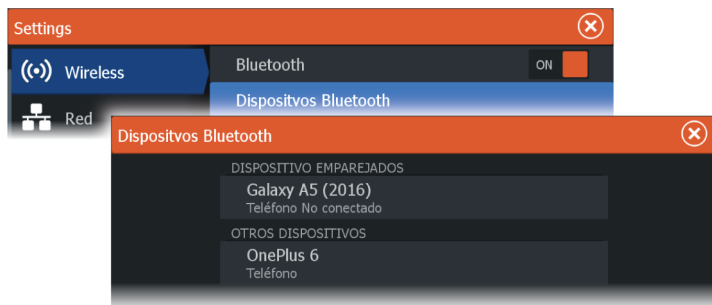 Settings
Wireless
Bluetooth
ON
Dispositvos Bluetooth
Red
Dispositvos Bluetooth
DISPOSITIVO EMPAREJADOS
Galaxy A5 (2016)
Teléfono No conectado
OTROS DISPOSITIVOS
OnePlus 6
Teléfono